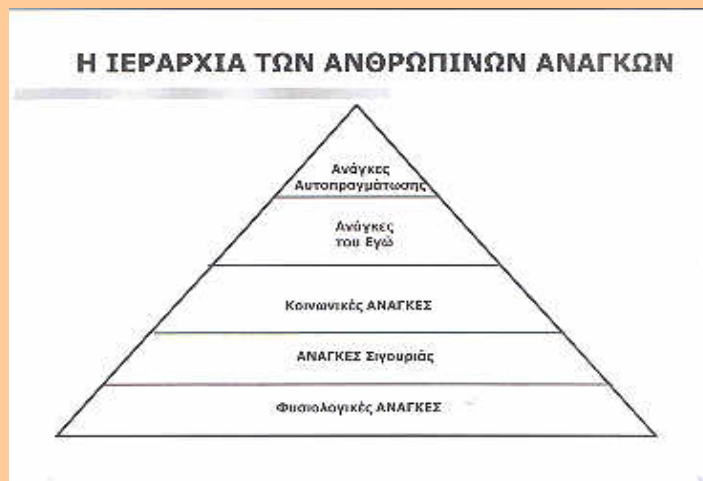 Η ΙΕΡΑΡΧΙΑ ΤΩΝ ΑΝΘΡΩΠΙΝΩΝ ΑΝΑΓΚΩΝ
Ανάγκες
Αυτοπραγμάτωσης
Ανάγκες
του Εγώ
Κοινωνικές ΑΝΑΓΚΕΣ
ΑΝΑΓΚΕΣ Σιγουριάς
Φυσιολογικές ΑΝΑΓΚΕΣ